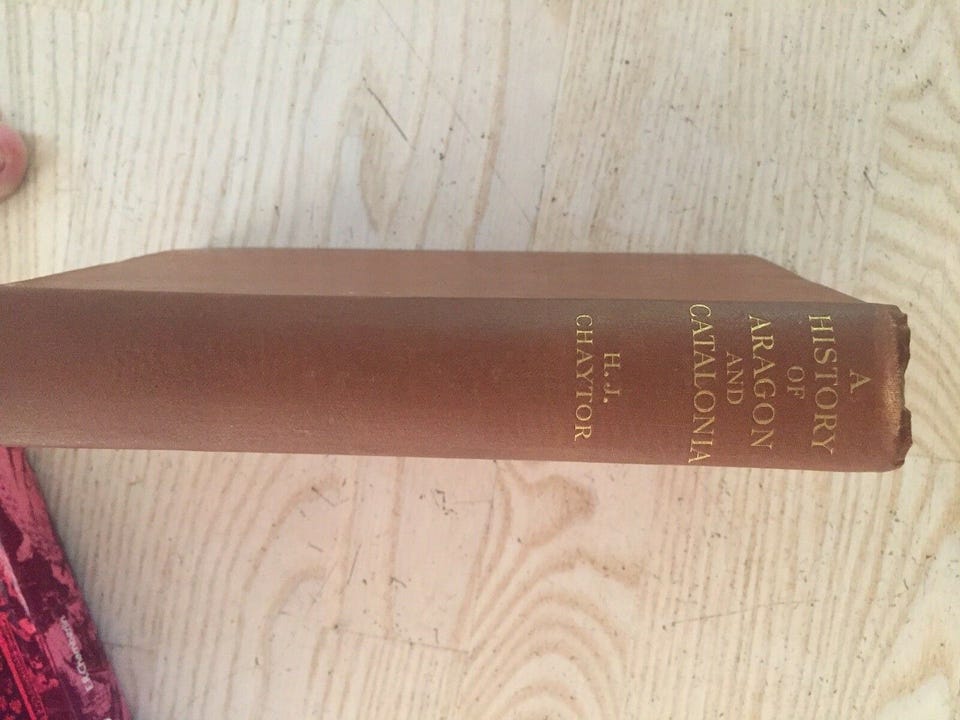 A
HISTORY
OF
ARAGON
AND
CATALONIA
H. J.
CHAYTOR